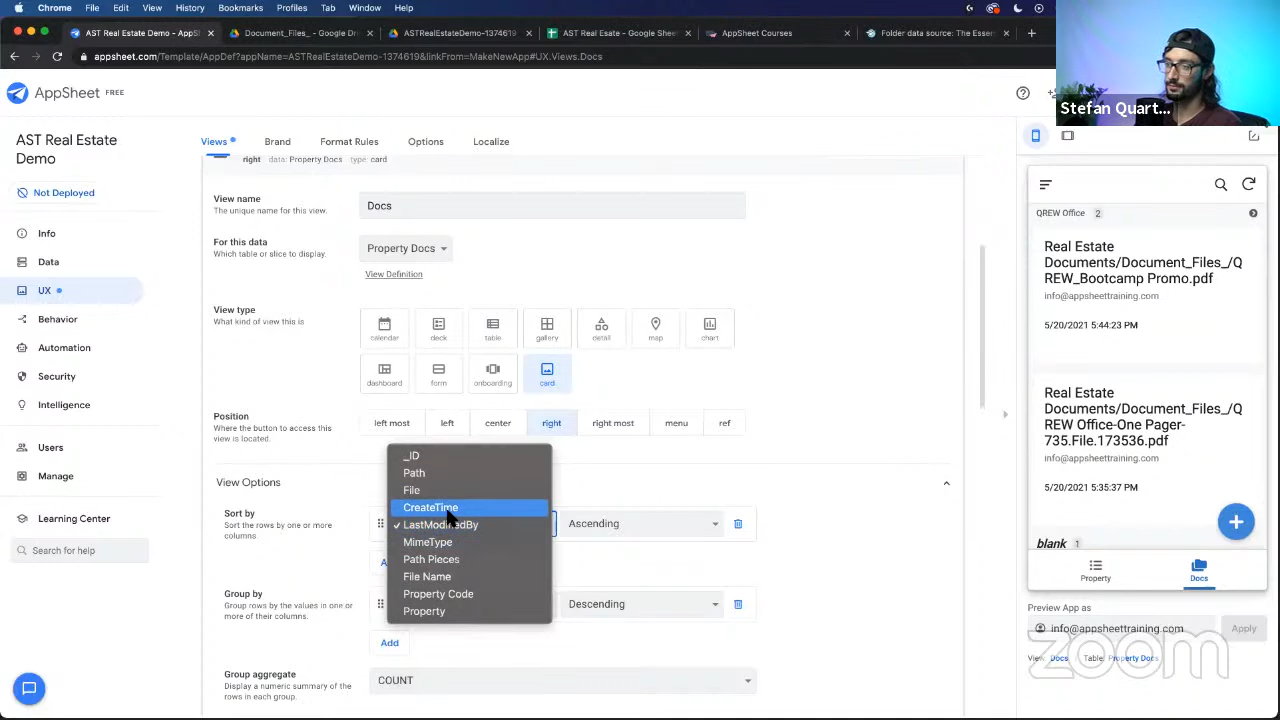 Chrome File Edit View History Bookmarks Profiles Tab Window Help
AST Real Estate Demo - AppSh
Document_Files_ - Google Dri
ASTRealEstateDemo-1374619
AST Real Esate - Google Sheet
AppSheet Courses
Folder data source: The Essen
appsheet.com/Template/AppDef?appName=ASTRealEstateDemo-1374619&linkFrom=MakeNewApp#UX.Views.Docs
Stefan Quart...
AppSheet FREE
AST Real Estate
Demo
Not Deployed
Info
Data
UX
Behavior
Automation
Security
Intelligence
Users
Manage
Learning Center
Search for help
Views Brand Format Rules Options Localize
right data: Property Docs type: card
View name
The unique name for this view.
Docs
For this data
Which table or slice to display.
Property Docs
View Definition
View type
What kind of view this is
calendar deck table gallery detail map chart
dashboard form onboarding card
Position
Where the button to access this
view is located.
left most left center right right most menu ref
View Options
Sort by
Sort the rows by one or more
columns.
Ascending
_ID
Path
File
CreateTime
LastModifiedBy
MimeType
Path Pieces
File Name
Property Code
Property
Group by
Group rows by the values in one or
more of their columns.
Descending
Add
Group aggregate
Display a numeric summary of the
rows in each group.
COUNT
QREW Office 2
Real Estate
Documents/Document_Files_/Q
REW_Bootcamp Promo.pdf
info@appsheettraining.com
5/20/2021 5:44:23 PM
Real Estate
Documents/Document_Files_/Q
REW Office-One Pager-
735.File.173536.pdf
info@appsheettraining.com
5/20/2021 5:35:37 PM
blank 1
Property
Docs
Preview App as
info@appsheettraining.com
Apply
View: Docs Table: Property Docs
zoom